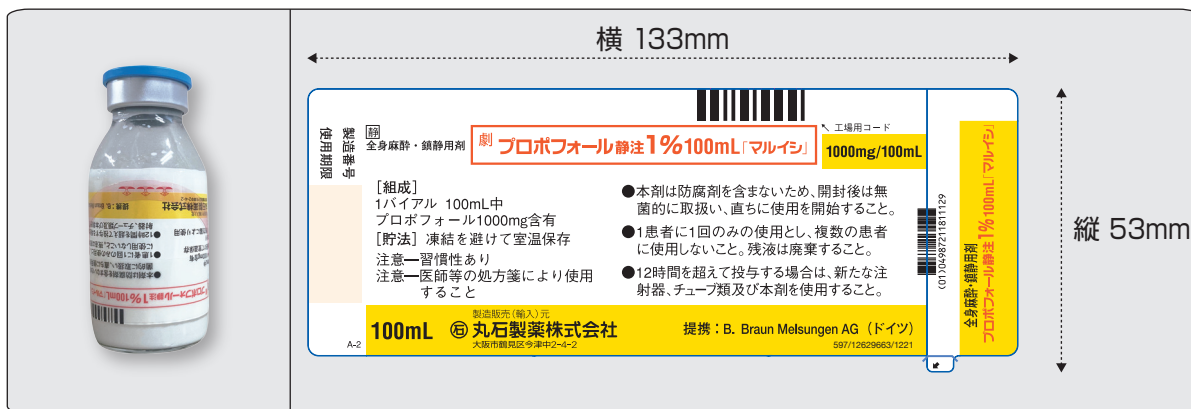 横 133mm
縦 53mm
製造番号
使用期限
静
全身麻酔・鎮静用剤
劇 プロポフォール静注1%100mL「マルイシ」
↖ 工場用コード
1000mg/100mL
[組成]
1バイアル 100mL中
プロポフォール1000mg含有
[貯法] 凍結を避けて室温保存
注意―習慣性あり
注意―医師等の処方箋により使用
すること
●本剤は防腐剤を含まないため、開封後は無
菌的に取扱い、直ちに使用を開始すること。
●1患者に1回のみの使用とし、複数の患者
に使用しないこと。残液は廃棄すること。
●12時間を超えて投与する場合は、新たな注
射器、チューブ類及び本剤を使用すること。
A-2
100mL
製造販売(輸入)元
石 丸石製薬株式会社
大阪市鶴見区今津中2-4-2
提携:B. Braun Melsungen AG(ドイツ)
597/12629663/1221
(01)04987211811129
全身麻酔・鎮静用剤
プロポフォール静注1%100mL「マルイシ」